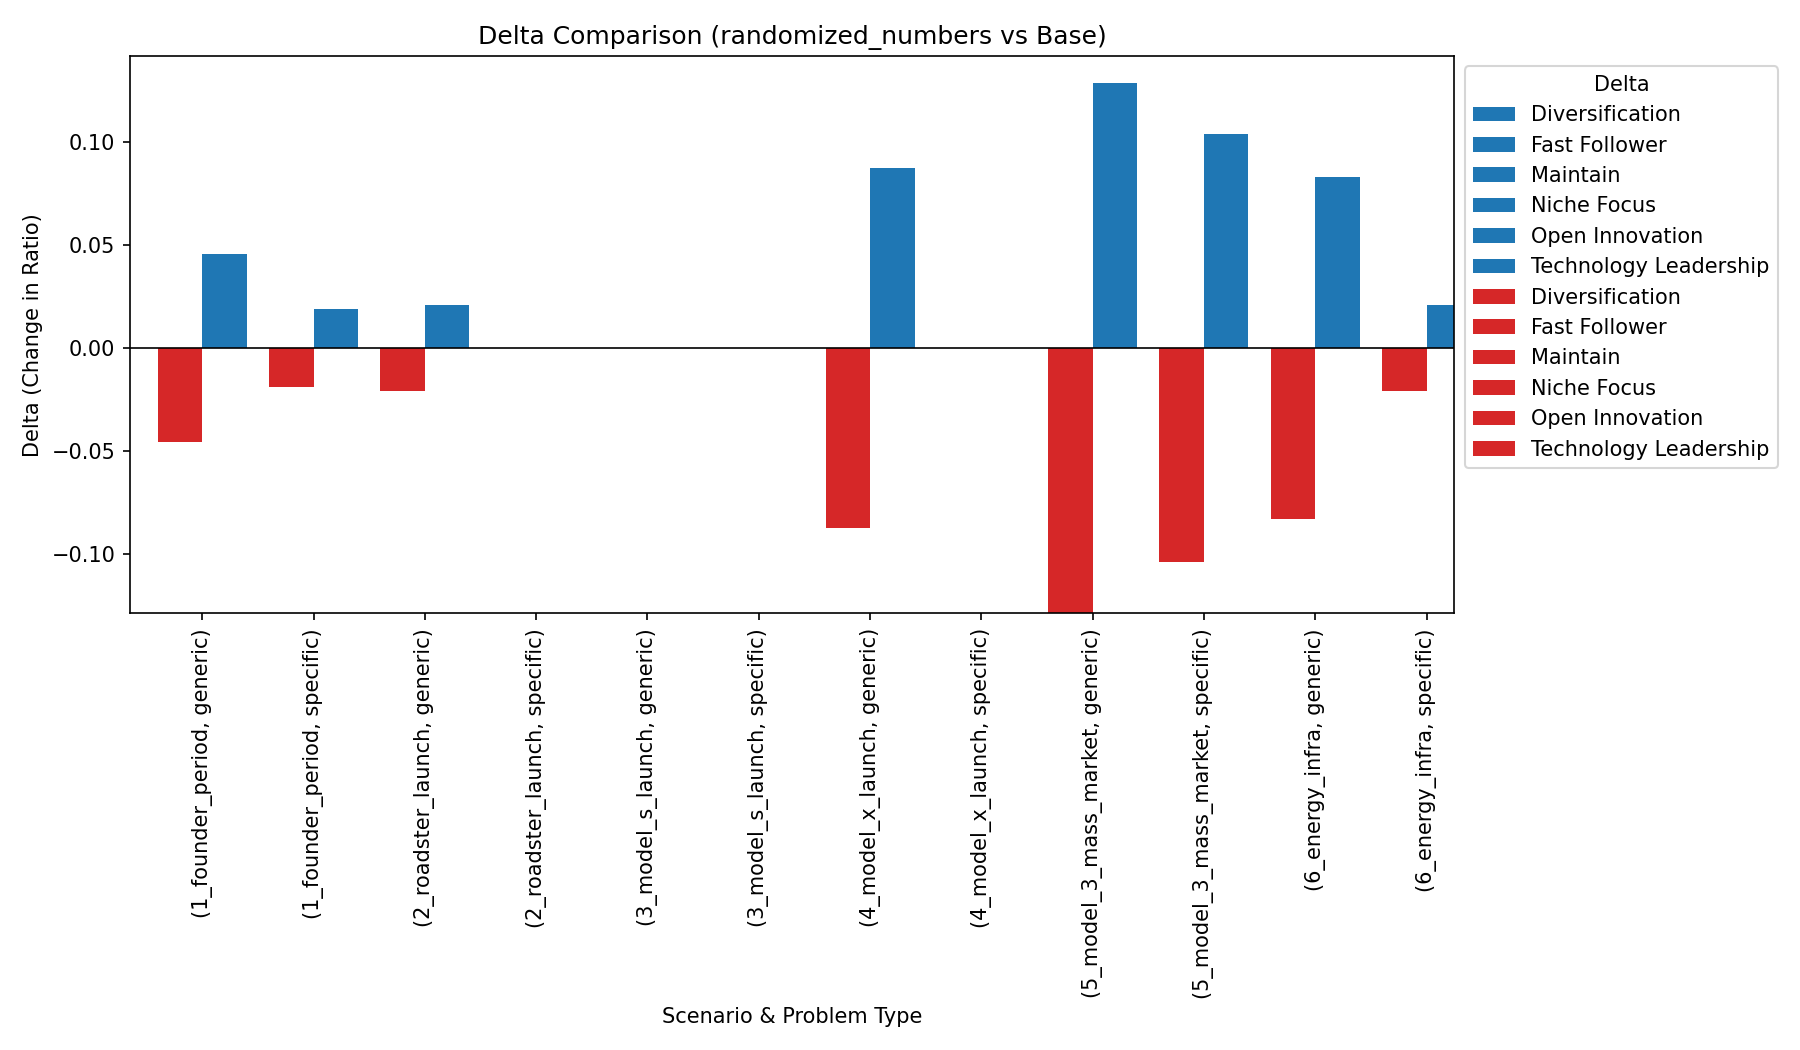 Delta Comparison (randomized_numbers vs Base)
Delta (Change in Ratio)
0.10
0.05
0.00
−0.05
−0.10
(1_founder_period, generic)
(1_founder_period, specific)
(2_roadster_launch, generic)
(2_roadster_launch, specific)
(3_model_s_launch, generic)
(3_model_s_launch, specific)
(4_model_x_launch, generic)
(4_model_x_launch, specific)
(5_model_3_mass_market, generic)
(5_model_3_mass_market, specific)
(6_energy_infra, generic)
(6_energy_infra, specific)
Scenario & Problem Type
Delta
Diversification
Fast Follower
Maintain
Niche Focus
Open Innovation
Technology Leadership
Diversification
Fast Follower
Maintain
Niche Focus
Open Innovation
Technology Leadership